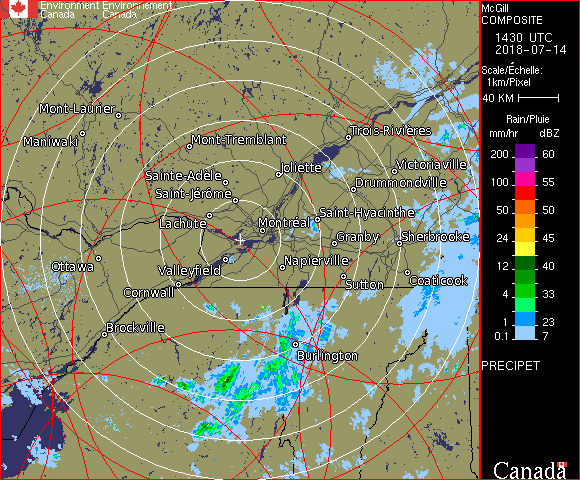 Environment Environnement
Canada Canada
McGill
COMPOSITE
1430 UTC
2018-07-14
Scale/Échelle:
1km/Pixel
40 KM
Rain/Pluie
mm/hr dBZ
200 60
55
100 55
50 50
24 45
12 40
4 33
1 23
0.1 7
PRECIPET
Mont-Laurier
Maniwaki
Mont-Tremblant
Trois-Rivières
Joliette
Victoriaville
Sainte-Adèle
Drummondville
Saint-Jérôme
Saint-Hyacinthe
Lachute
Montréal
Granby
Sherbrooke
Ottawa
Valleyfield
Napierville
Cornwall
Sutton
Coaticook
Brockville
Burlington
Canada